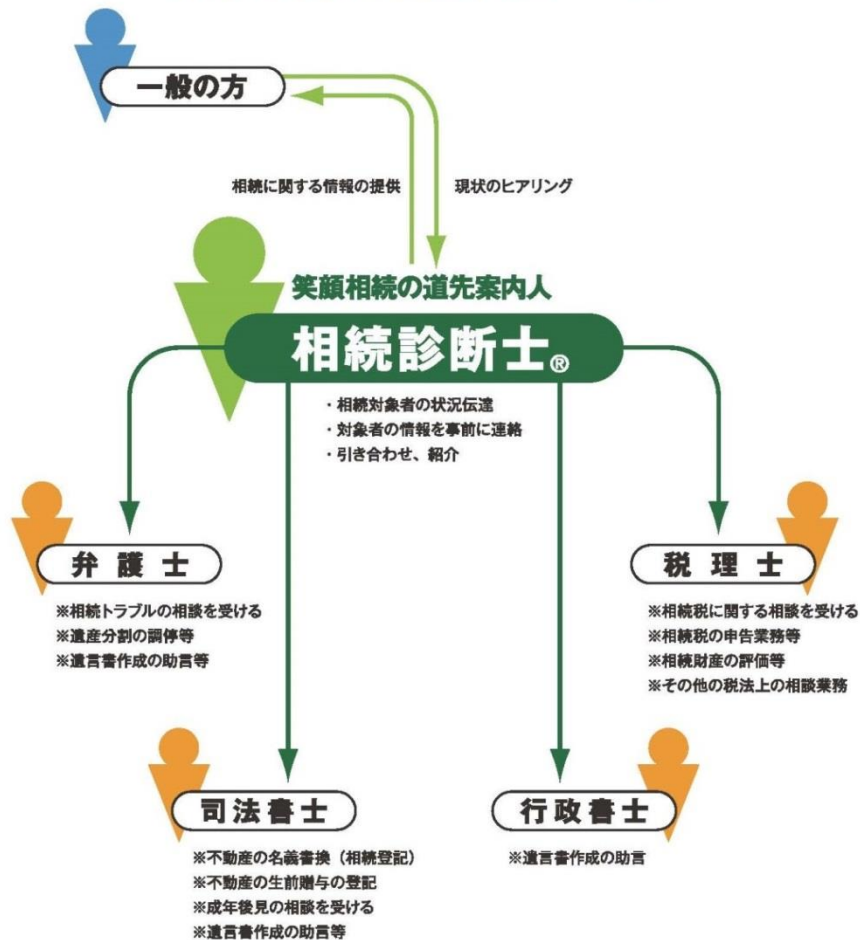 一般の方
相続に関する情報の提供
現状のヒアリング
笑顔相続の道先案内人
相続診断士®
・相続対象者の状況伝達
・対象者の情報を事前に連絡
・引き合わせ、紹介
弁護士
※相続トラブルの相談を受ける
※遺産分割の調停等
※遺言書作成の助言等
税理士
※相続税に関する相談を受ける
※相続税の申告業務等
※相続財産の評価等
※その他の税法上の相談業務
司法書士
※不動産の名義書換（相続登記）
※不動産の生前贈与の登記
※成年後見の相談を受ける
※遺言書作成の助言等
行政書士
※遺言書作成の助言